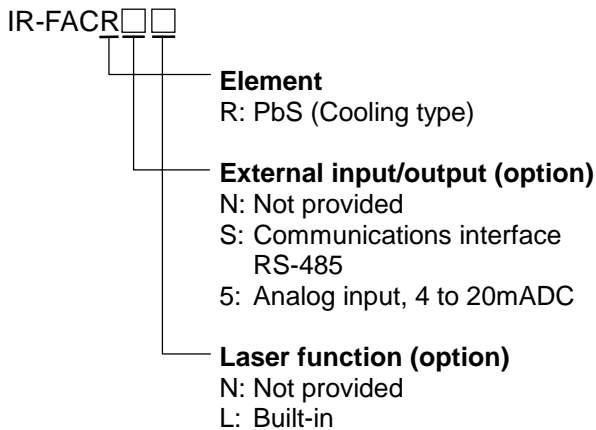 IR-FACR□□
Element
R: PbS (Cooling type)
External input/output (option)
N: Not provided
S: Communications interface
RS-485
5: Analog input, 4 to 20mADC
Laser function (option)
N: Not provided
L: Built-in